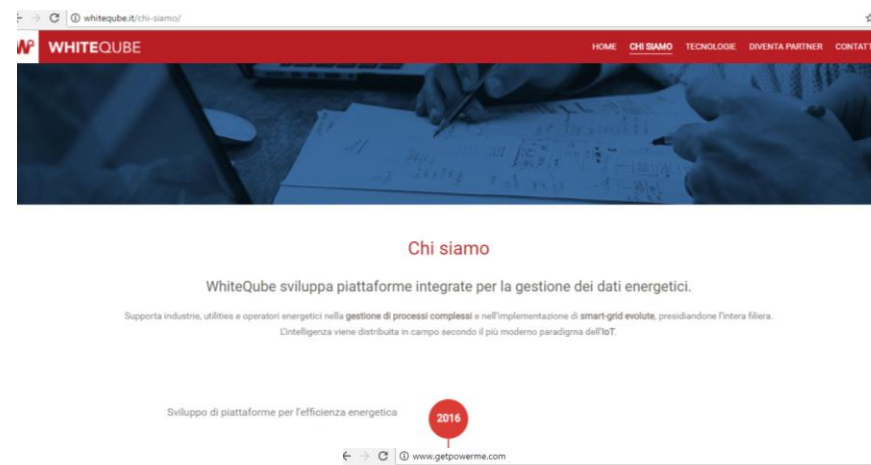 whiteqube.it/chi-siamo/
WHITEQUBE
HOME CHI SIAMO TECNOLOGIE DIVENTA PARTNER CONTATT
Chi siamo
WhiteQube sviluppa piattaforme integrate per la gestione dei dati energetici.
Supporta industrie, utilities e operatori energetici nella gestione di processi complessi e nell'implementazione di smart-grid evolute, presidiandone l'intera filiera.
L'intelligenza viene distribuita in campo secondo il più moderno paradigma dell'IoT.
Sviluppo di piattaforme per l'efficienza energetica
2016
www.getpowerme.com